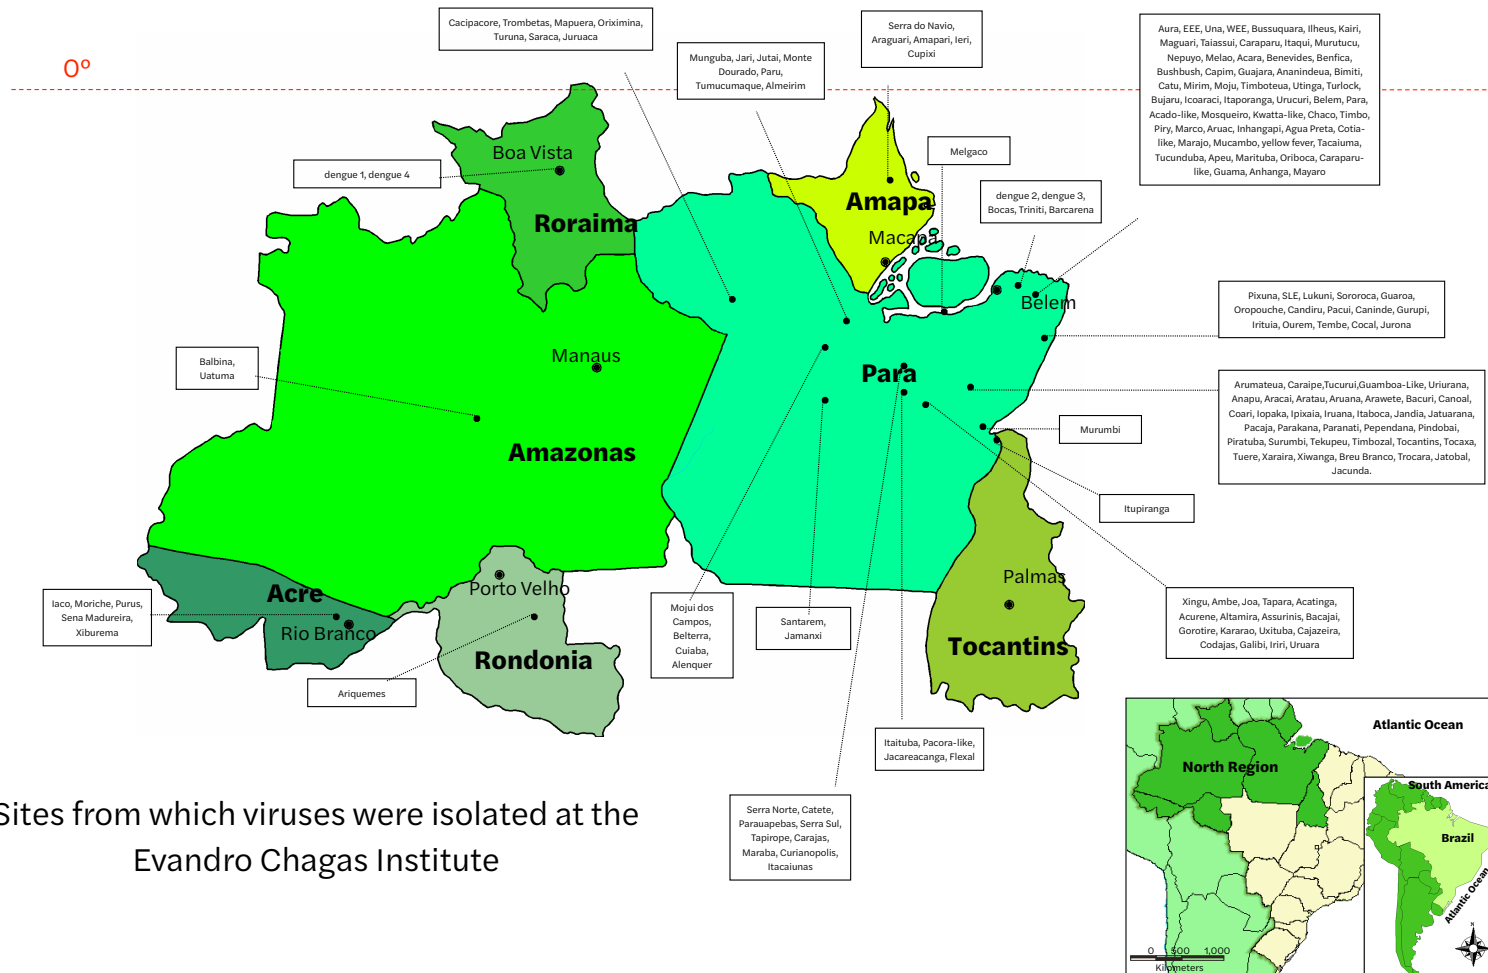 Cacipacore, Trombetas, Mapuera, Oriximina,
Turuna, Saraca, Juruaca
Serra do Navio,
Araguari, Amapari, Ieri,
Cupixi
Aura, EEE, Una, WEE, Bussuquara, Ilheus, Kairi,
Maguari, Taiassui, Caraparu, Itaqui, Murutucu,
Nepuyo, Melao, Acara, Benevides, Benfica,
Bushbush, Capim, Guajara, Ananindeua, Bimiti,
Catu, Mirim, Moju, Timboteua, Utinga, Turlock,
Bujaru, Icoaraci, Itaporanga, Urucuri, Belem, Para,
Acado-like, Mosqueiro, Kwatta-like, Chaco, Timbo,
Piry, Marco, Aruac, Inhangapi, Agua Preta, Cotia-
like, Marajo, Mucambo, yellow fever, Tacaiuma,
Tucunduba, Apeu, Marituba, Oriboca, Caraparu-
like, Guama, Anhanga, Mayaro
0º
Munguba, Jari, Jutai, Monte
Dourado, Paru,
Tumucumaque, Almeirim
Melgaco
dengue 1, dengue 4
Boa Vista
Roraima
Amapa
Macapa
dengue 2, dengue 3,
Bocas, Triniti, Barcarena
Belem
Pixuna, SLE, Lukuni, Sororoca, Guaroa,
Oropouche, Candiru, Pacui, Caninde, Gurupi,
Irituia, Ourem, Tembe, Cocal, Jurona
Balbina,
Uatuma
Manaus
Amazonas
Para
Arumateua, Caraipe,Tucurui,Guamboa-Like, Uriurana,
Anapu, Aracai, Aratau, Aruana, Arawete, Bacuri, Canoal,
Coari, Iopaka, Ipixaia, Iruana, Itaboca, Jandia, Jatuarana,
Pacaja, Parakana, Paranati, Pependana, Pindobai,
Piratuba, Surumbi, Tekupeu, Timbozal, Tocantins, Tocaxa,
Tuere, Xaraira, Xiwanga, Breu Branco, Trocara, Jatobal,
Jacunda.
Murumbi
Itupiranga
Iaco, Moriche, Purus,
Sena Madureira,
Xiburema
Acre
Rio Branco
Porto Velho
Rondonia
Ariquemes
Mojui dos
Campos,
Belterra,
Cuiaba,
Alenquer
Santarem,
Jamanxi
Palmas
Tocantins
Xingu, Ambe, Joa, Tapara, Acatinga,
Acurene, Altamira, Assurinis, Bacajai,
Gorotire, Kararao, Uxituba, Cajazeira,
Codajas, Galibi, Iriri, Uruara
Itaituba, Pacora-like,
Jacareacanga, Flexal
Serra Norte, Catete,
Parauapebas, Serra Sul,
Tapirope, Carajas,
Maraba, Curianopolis,
Itacaiunas
Sites from which viruses were isolated at the
Evandro Chagas Institute
Atlantic Ocean
North Region
South America
Brazil
Atlantic Ocean
N
0 500 1,000
Kilometers